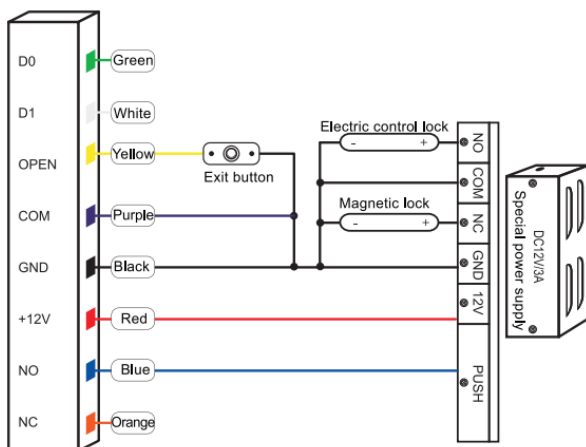 D0
Green
D1
White
OPEN
Yellow
Exit button
COM
Purple
GND
Black
+12V
Red
NO
Blue
NC
Orange
Electric control lock
- +
Magnetic lock
- +
NO
COM
NC
GND
12V
PUSH
DC12V/3A
Special power supply